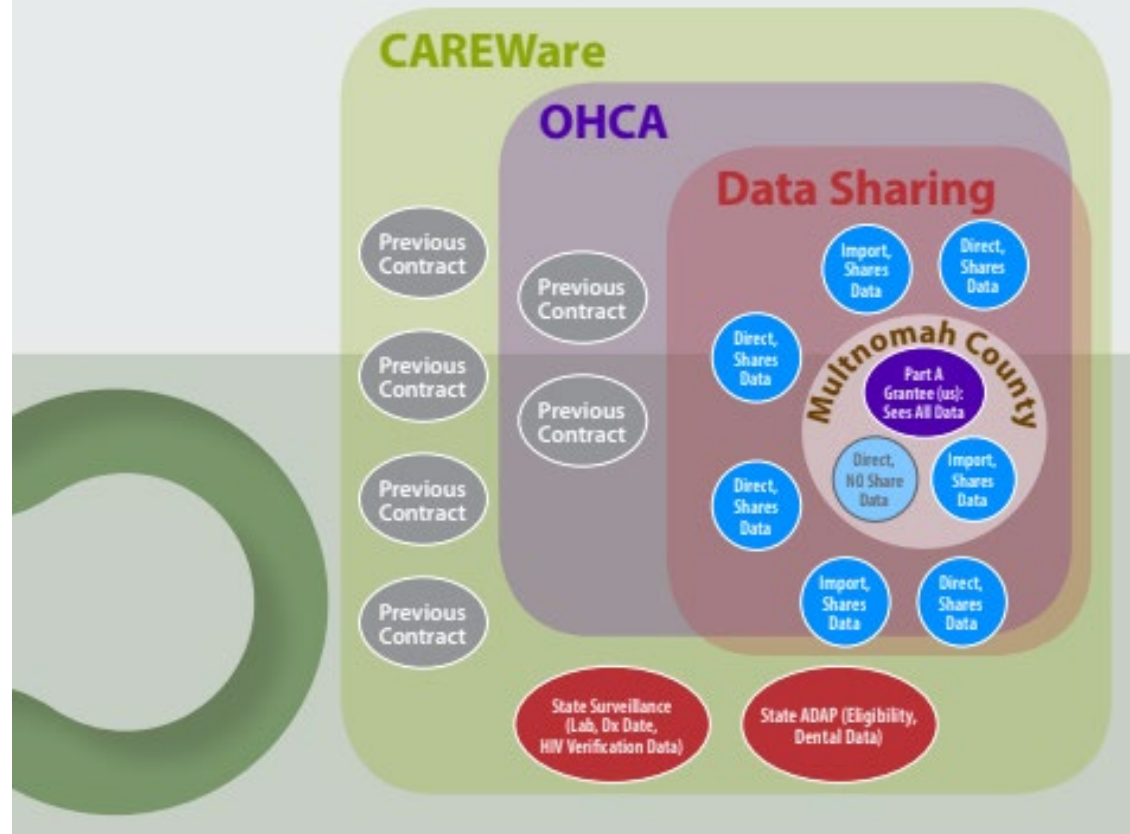 CAREWare
OHCA
Data Sharing
Previous
Contract
Previous
Contract
Previous
Contract
Previous
Contract
Previous
Contract
Previous
Contract
Import,
Shares
Data
Direct,
Shares
Data
Direct,
Shares
Data
Multnomah County
Part A
Grantee (us):
Sees All Data
Direct,
NO Share
Data
Import,
Shares
Data
Direct,
Shares
Data
Import,
Shares
Data
Direct,
Shares
Data
State Surveillance
(Lab, Dx Date,
HIV Verification Data)
State ADAP (Eligibility,
Dental Data)